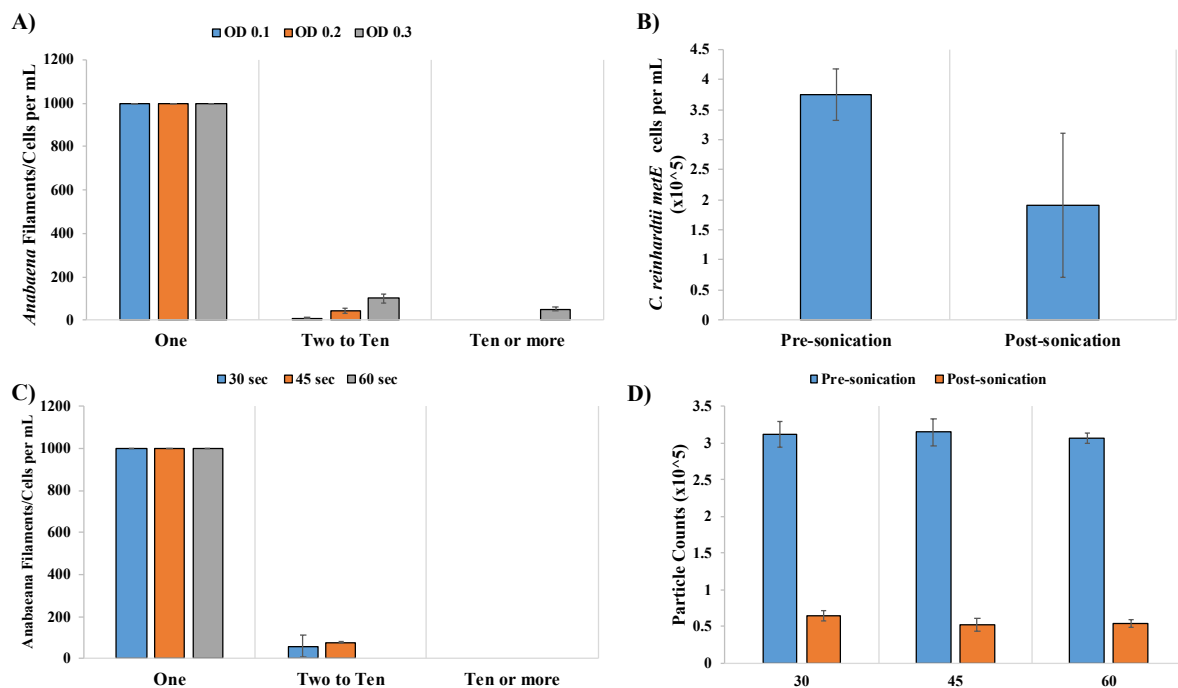 A)
OD 0.1 OD 0.2 OD 0.3
Anabaena Filaments/Cells per mL
1200
1000
800
600
400
200
0
One Two to Ten Ten or more
B)
C. reinhardtii metE cells per mL
(x10^5)
4.5
4
3.5
3
2.5
2
1.5
1
0.5
0
Pre-sonication Post-sonication
C)
30 sec 45 sec 60 sec
Anabaeana Filaments/Cells per mL
1200
1000
800
600
400
200
0
One Two to Ten Ten or more
D)
Pre-sonication Post-sonication
Particle Counts (x10^5)
3.5
3
2.5
2
1.5
1
0.5
0
30 45 60